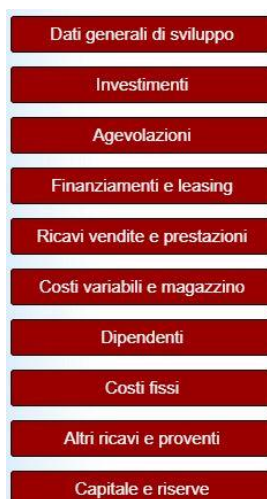 Dati generali di sviluppo
Investimenti
Agevolazioni
Finanziamenti e leasing
Ricavi vendite e prestazioni
Costi variabili e magazzino
Dipendenti
Costi fissi
Altri ricavi e proventi
Capitale e riserve